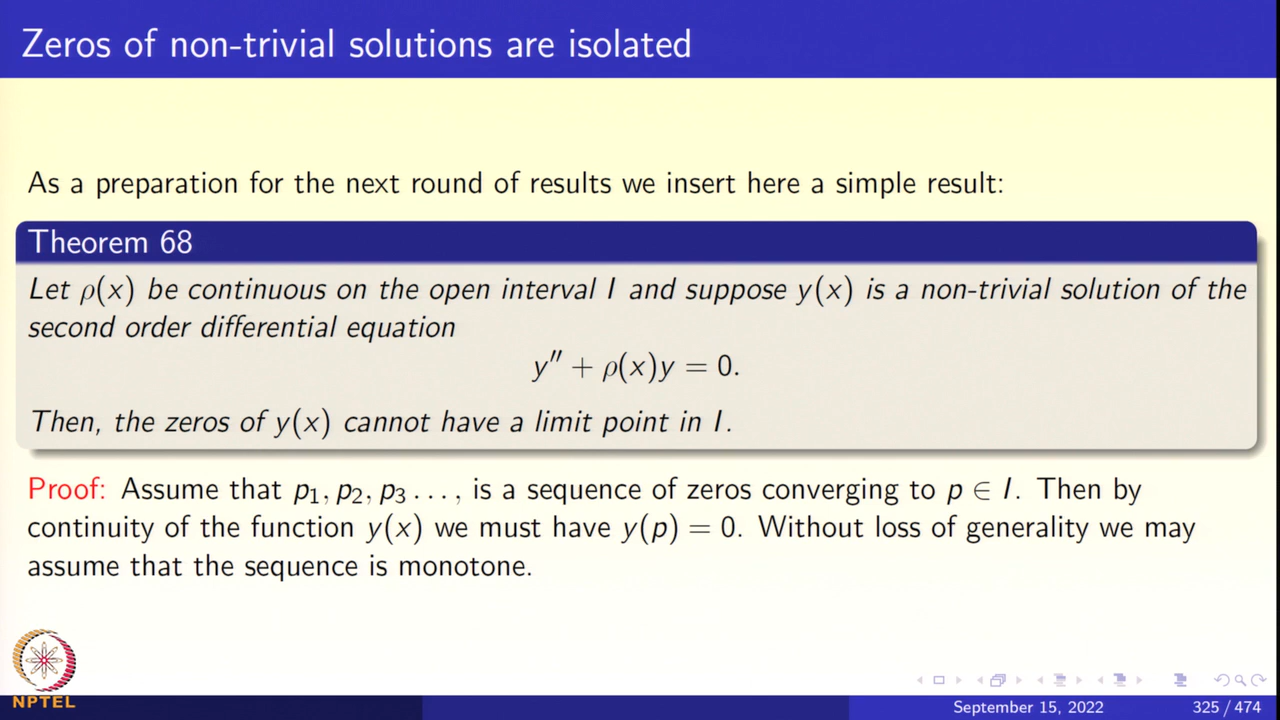 Zeros of non-trivial solutions are isolated
As a preparation for the next round of results we insert here a simple result:
Theorem 68
Let ρ(x) be continuous on the open interval I and suppose y(x) is a non-trivial solution of the
second order differential equation
y″ + ρ(x)y = 0.
Then, the zeros of y(x) cannot have a limit point in I.
Proof: Assume that p₁, p₂, p₃ . . . , is a sequence of zeros converging to p ∈ I. Then by
continuity of the function y(x) we must have y(p) = 0. Without loss of generality we may
assume that the sequence is monotone.
NPTEL
September 15, 2022 325 / 474